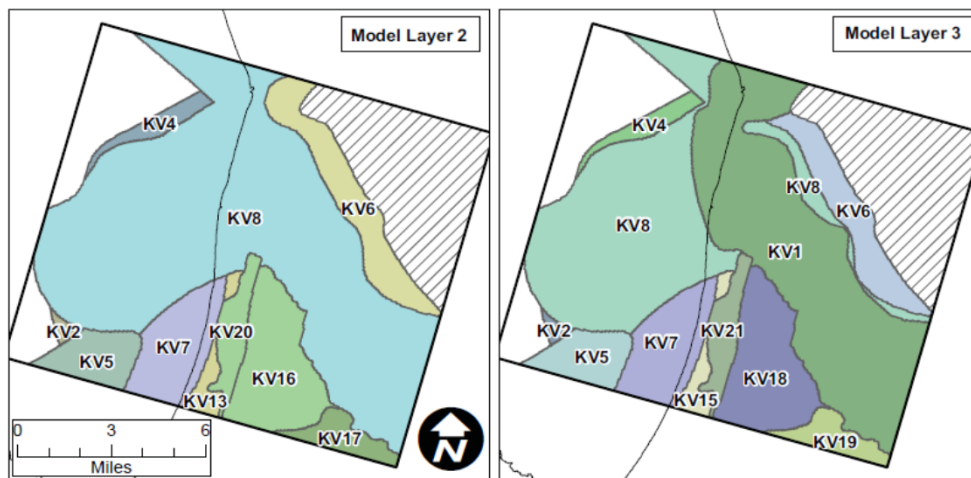 Model Layer 2
KV4
KV8
KV6
KV2
KV5
KV7
KV20
KV13
KV16
KV17
0 3 6
Miles
N
Model Layer 3
KV4
KV8
KV8
KV6
KV1
KV2
KV5
KV7
KV21
KV15
KV18
KV19